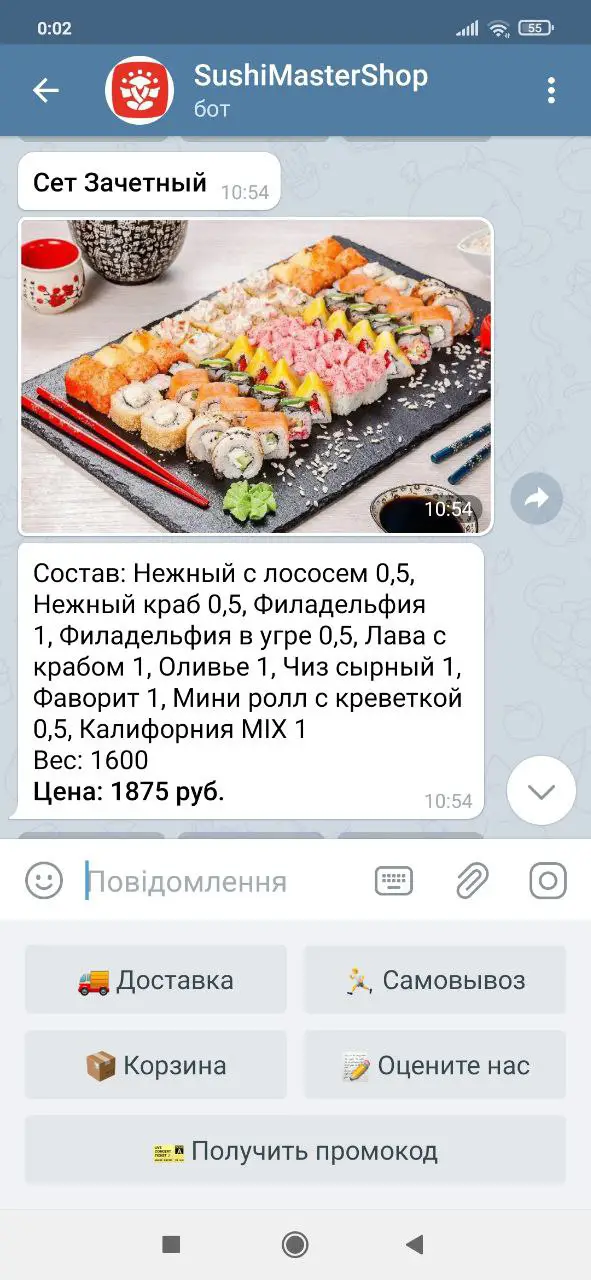 0:02
55
SushiMasterShop
бот
Сет Зачетный 10:54
10:54
Состав: Нежный с лососем 0,5,
Нежный краб 0,5, Филадельфия
1, Филадельфия в угре 0,5, Лава с
крабом 1, Оливье 1, Чиз сырный 1,
Фаворит 1, Мини ролл с креветкой
0,5, Калифорния MIX 1
Вес: 1600
Цена: 1875 руб. 10:54
Повідомлення
Доставка
Самовывоз
Корзина
Оцените нас
Получить промокод